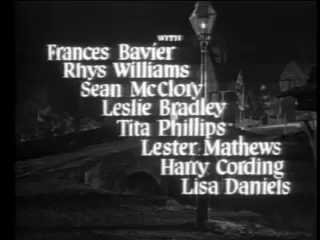 WITH
Frances Bavier
Rhys Williams
Sean McClory
Leslie Bradley
Tita Phillips
Lester Mathews
Harry Cording
Lisa Daniels